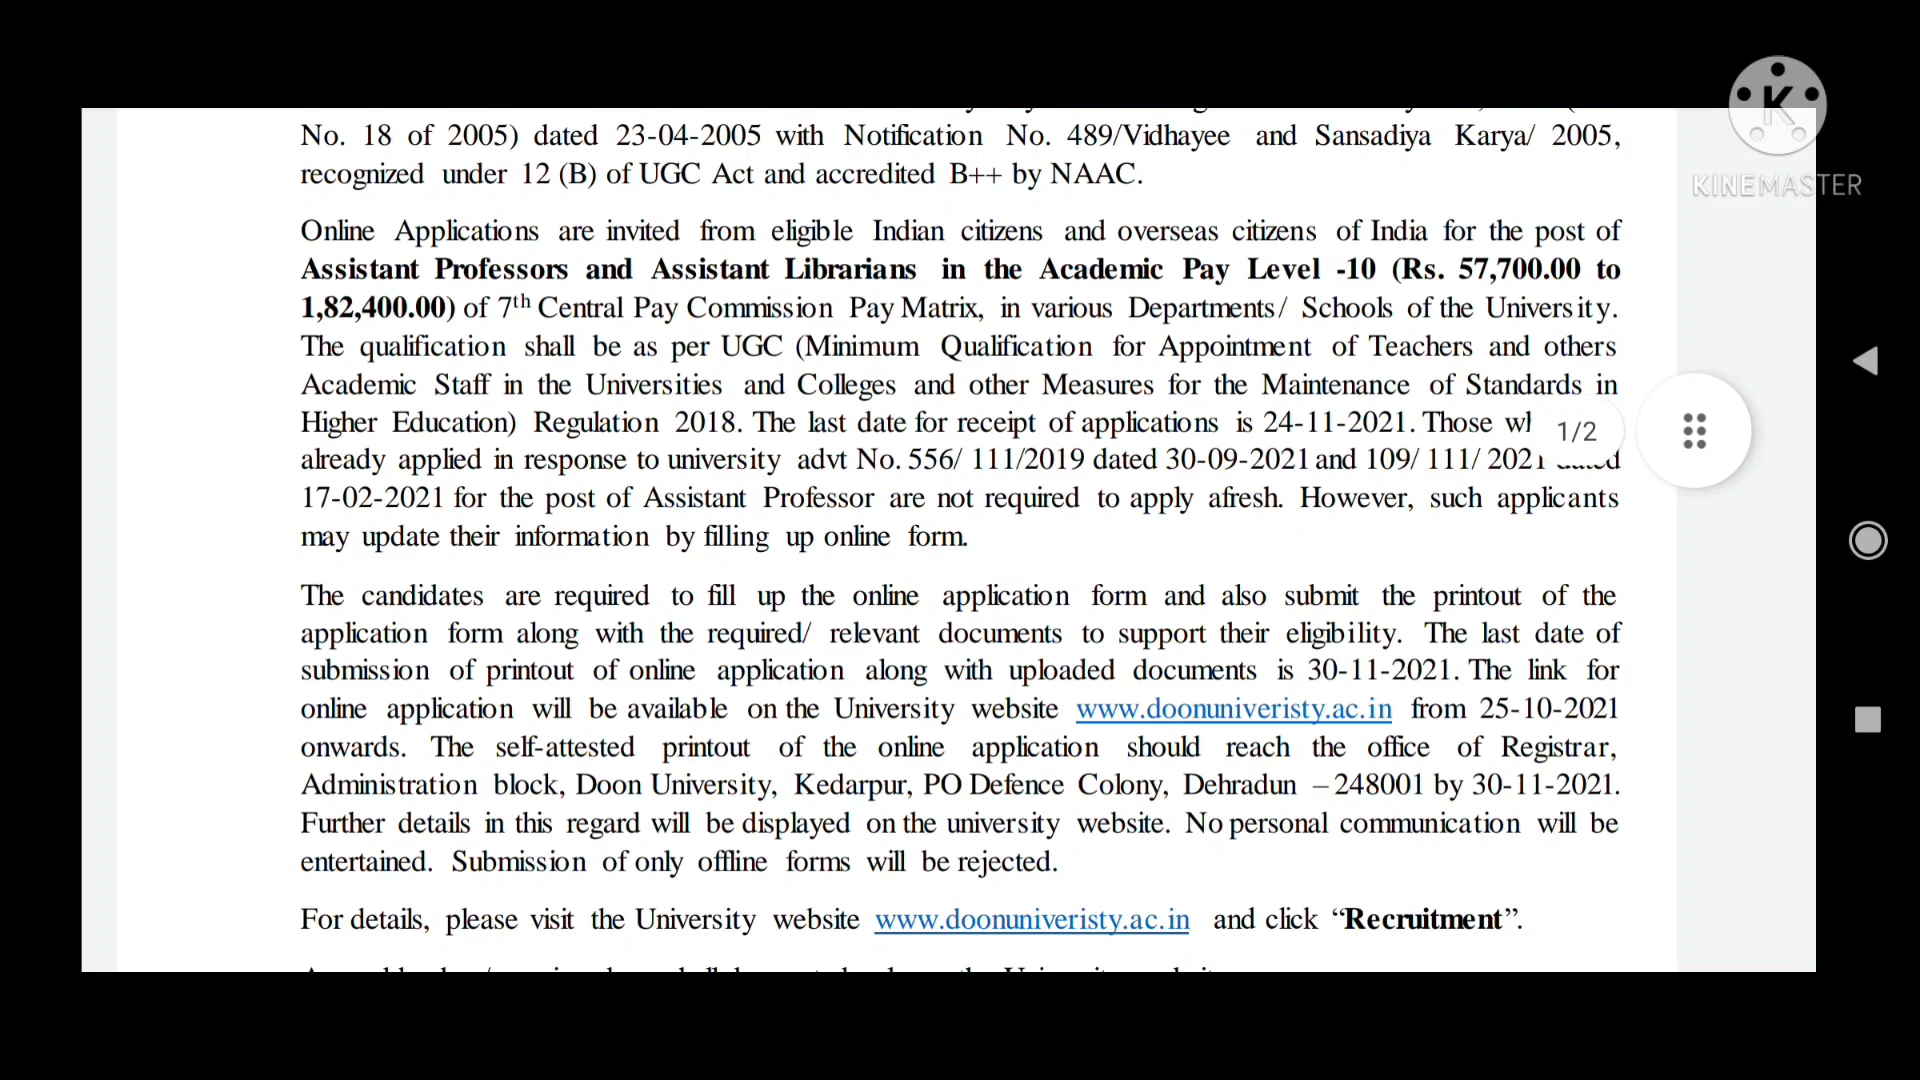 No. 18 of 2005) dated 23-04-2005 with Notification No. 489/Vidhayee and Sansadiya Karya/ 2005,
recognized under 12 (B) of UGC Act and accredited B++ by NAAC.
Online Applications are invited from eligible Indian citizens and overseas citizens of India for the post of
Assistant Professors and Assistant Librarians in the Academic Pay Level -10 (Rs. 57,700.00 to
1,82,400.00) of 7th Central Pay Commission Pay Matrix, in various Departments/ Schools of the University.
The qualification shall be as per UGC (Minimum Qualification for Appointment of Teachers and others
Academic Staff in the Universities and Colleges and other Measures for the Maintenance of Standards in
Higher Education) Regulation 2018. The last date for receipt of applications is 24-11-2021. Those
already applied in response to university advt No. 556/ 111/2019 dated 30-09-2021 and 109/ 111/ 2021 dated
17-02-2021 for the post of Assistant Professor are not required to apply afresh. However, such applicants
may update their information by filling up online form.
The candidates are required to fill up the online application form and also submit the printout of the
application form along with the required/ relevant documents to support their eligibility. The last date of
submission of printout of online application along with uploaded documents is 30-11-2021. The link for
online application will be available on the University website www.doonuniveristy.ac.in from 25-10-2021
onwards. The self-attested printout of the online application should reach the office of Registrar,
Administration block, Doon University, Kedarpur, PO Defence Colony, Dehradun – 248001 by 30-11-2021.
Further details in this regard will be displayed on the university website. No personal communication will be
entertained. Submission of only offline forms will be rejected.
For details, please visit the University website www.doonuniveristy.ac.in and click “Recruitment”.
1/2
K
KINEMASTER